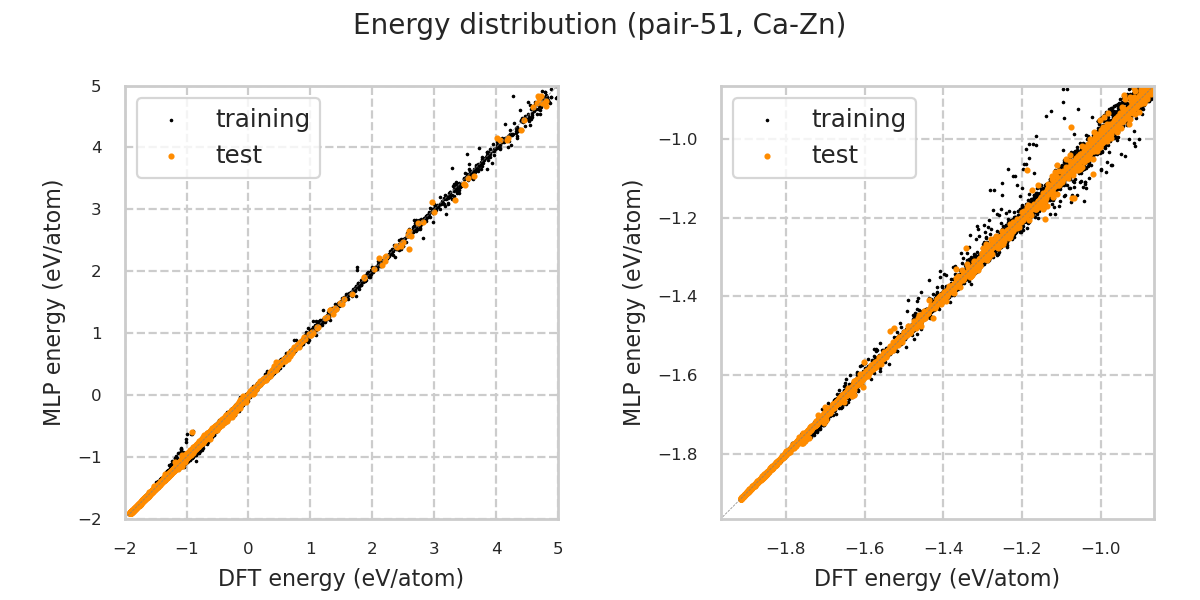 Energy distribution (pair-51, Ca-Zn)
training
test
5
4
3
2
1
0
−1
−2
−2
−1
0
1
2
3
4
5
MLP energy (eV/atom)
DFT energy (eV/atom)
training
test
−1.0
−1.2
−1.4
−1.6
−1.8
−1.8
−1.6
−1.4
−1.2
−1.0
MLP energy (eV/atom)
DFT energy (eV/atom)